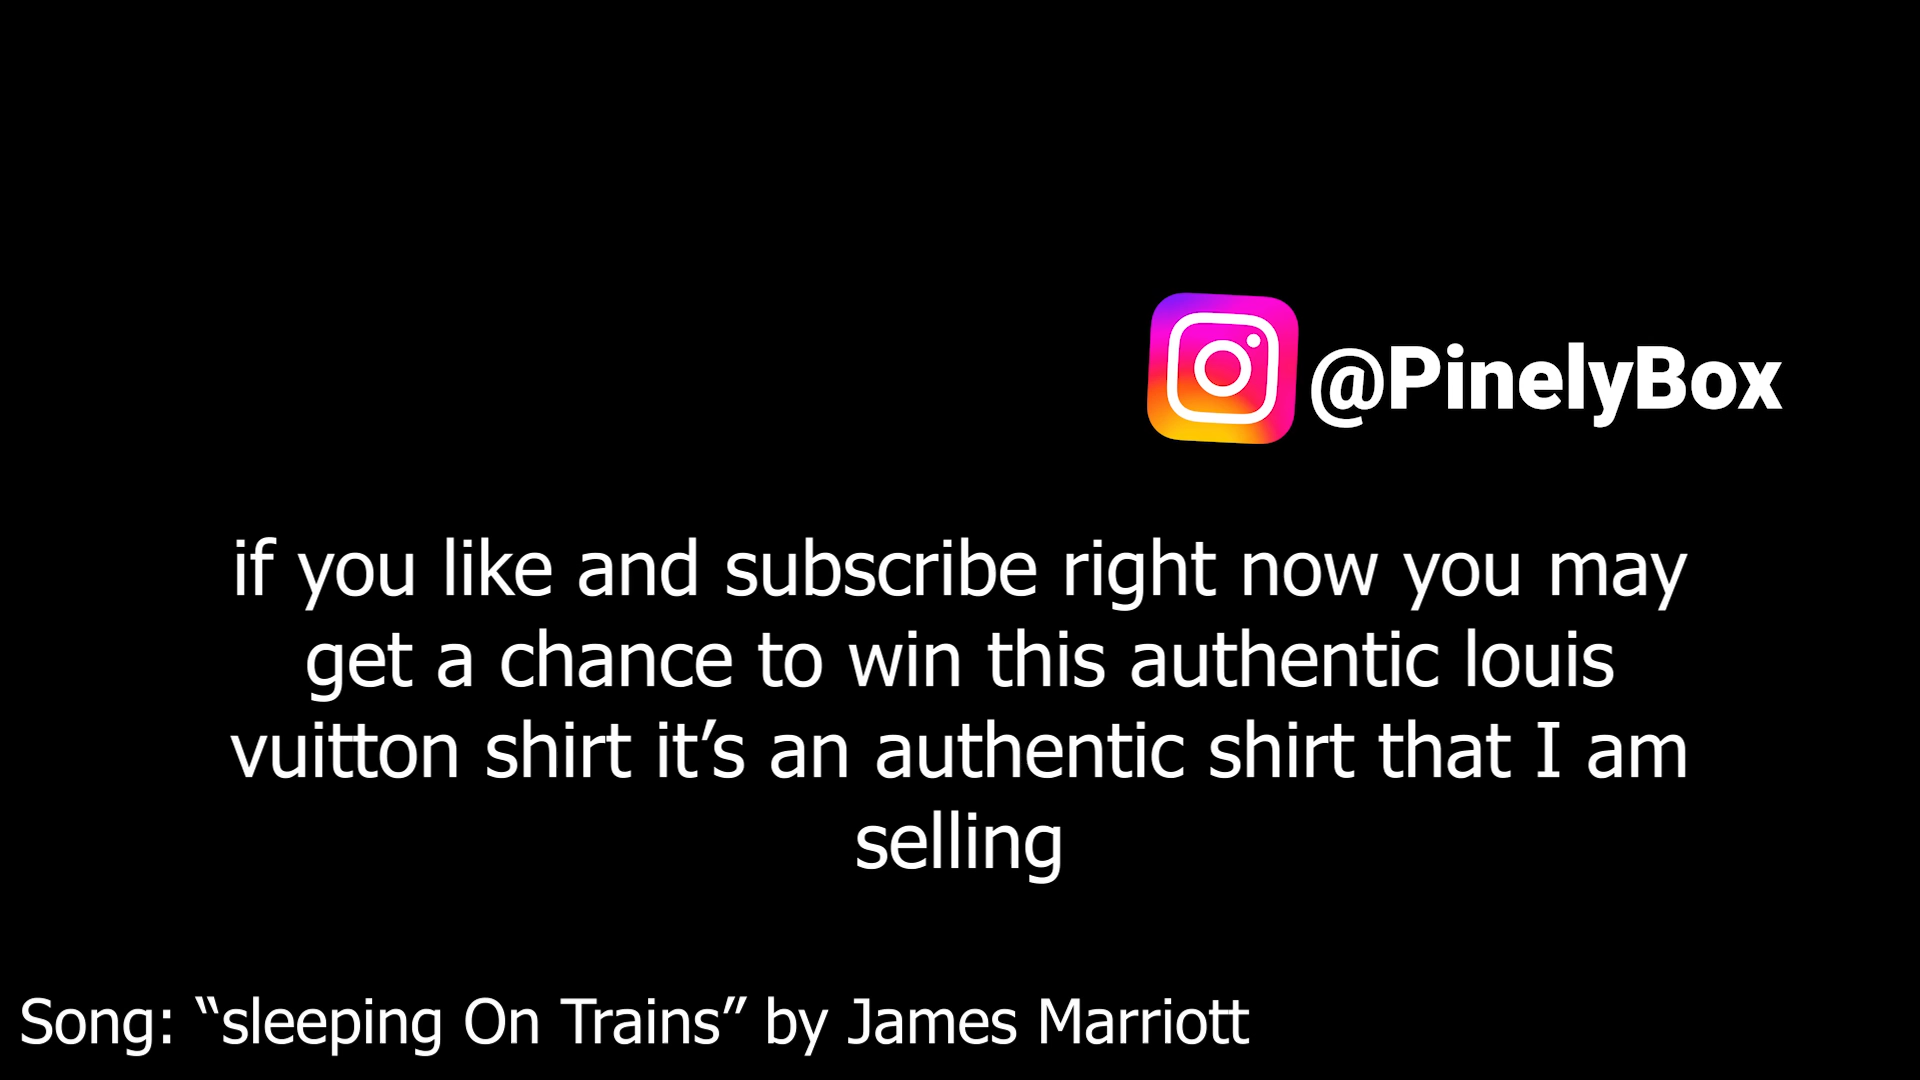 @PinelyBox
if you like and subscribe right now you may
get a chance to win this authentic louis
vuitton shirt it’s an authentic shirt that I am
selling
Song: “sleeping On Trains” by James Marriott